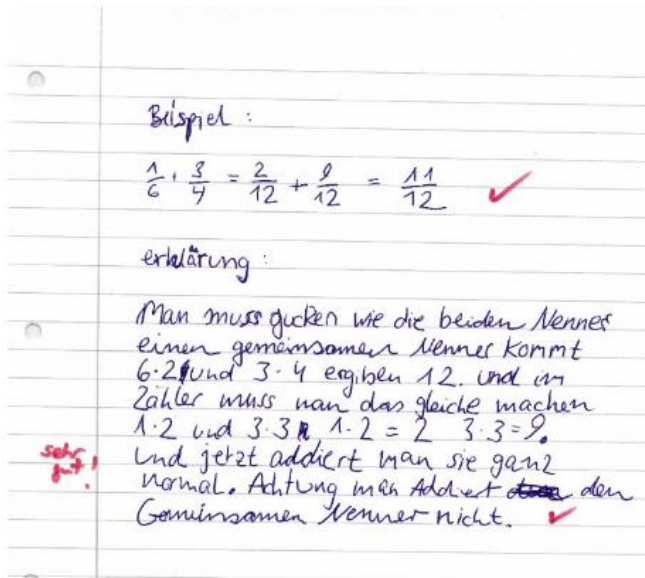 Beispiel :
1/6 + 3/4 = 2/12 + 9/12 = 11/12 ✓
erklärung :
Man muss gucken wie die beiden Nenner
einen gemeinsamen Nenner kommt
6·2 und 3·4 ergiben 12. und im
Zähler muss man das gleiche machen
1·2 und 3·3 1·2 = 2 3·3 = 9.
sehr gut! und jetzt addiert man sie ganz
normal. Achtung man Addiert den
Gemeinsamen Nenner nicht. ✓